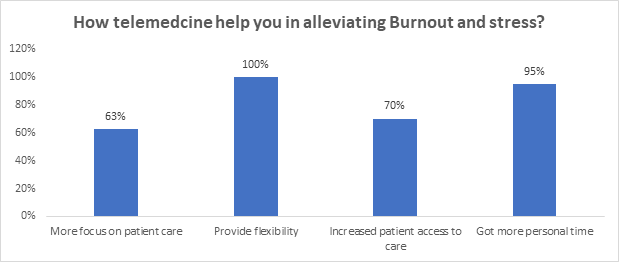 How telemedcine help you in alleviating Burnout and stress?
120%
100%
80%
60%
40%
20%
0%
63%
100%
70%
95%
More focus on patient care
Provide flexibility
Increased patient access to
care
Got more personal time